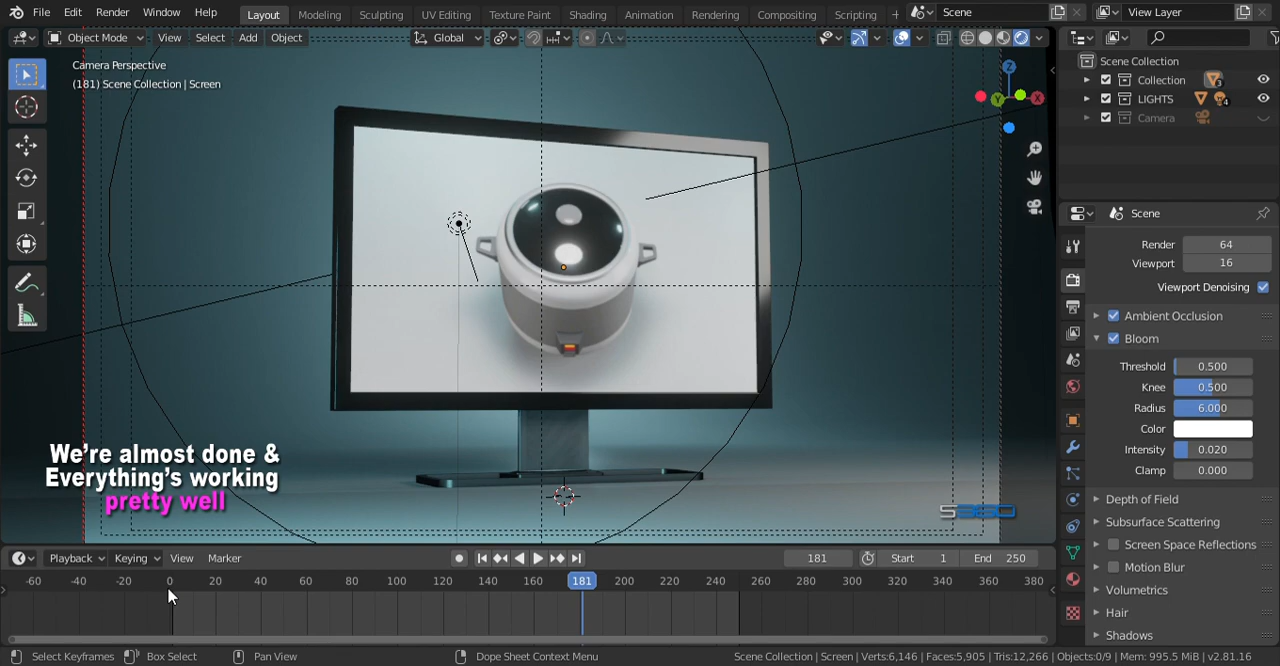 File Edit Render Window Help Layout Modeling Sculpting UV Editing Texture Paint Shading Animation Rendering Compositing Scripting + Scene View Layer
Object Mode View Select Add Object Global
Camera Perspective
(181) Scene Collection | Screen
Z
Y
X
Scene Collection
Collection 3
LIGHTS 4
Camera
Scene
Render 64
Viewport 16
Viewport Denoising
Ambient Occlusion
Bloom
Threshold 0.500
Knee 0.500
Radius 6.000
Color
Intensity 0.020
Clamp 0.000
Depth of Field
Subsurface Scattering
Screen Space Reflections
Motion Blur
Volumetrics
Hair
Shadows
We're almost done &
Everything's working
pretty well
S360
Playback Keying View Marker 181 Start 1 End 250
-60 -40 -20 0 20 40 60 80 100 120 140 160 181 200 220 240 260 280 300 320 340 360 380
Select Keyframes Box Select Pan View Dope Sheet Context Menu Scene Collection | Screen | Verts:6,146 | Faces:5,905 | Tris:12,266 | Objects:0/9 | Mem: 995.5 MiB | v2.81.16